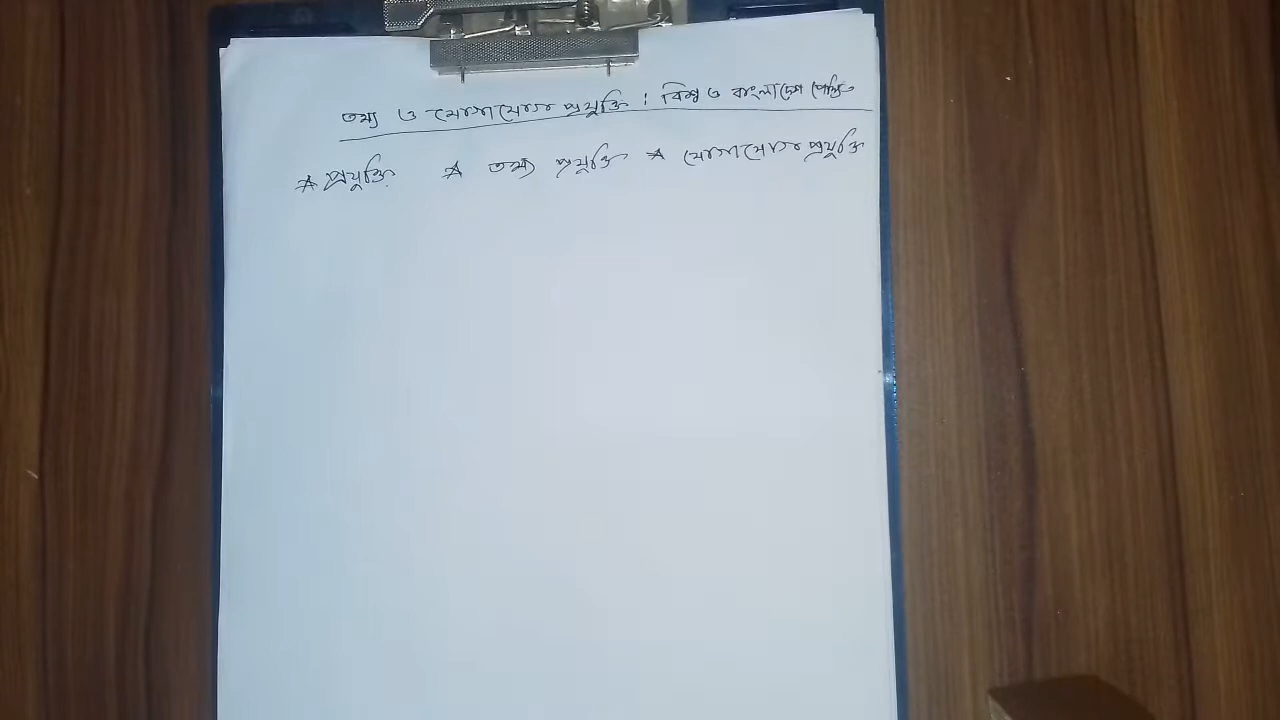 তথ্য ও যোগাযোগ প্রযুক্তি : বিশ্ব ও বাংলাদেশ
* প্রযুক্তি * তথ্য প্রযুক্তি * যোগাযোগ প্রযুক্তি